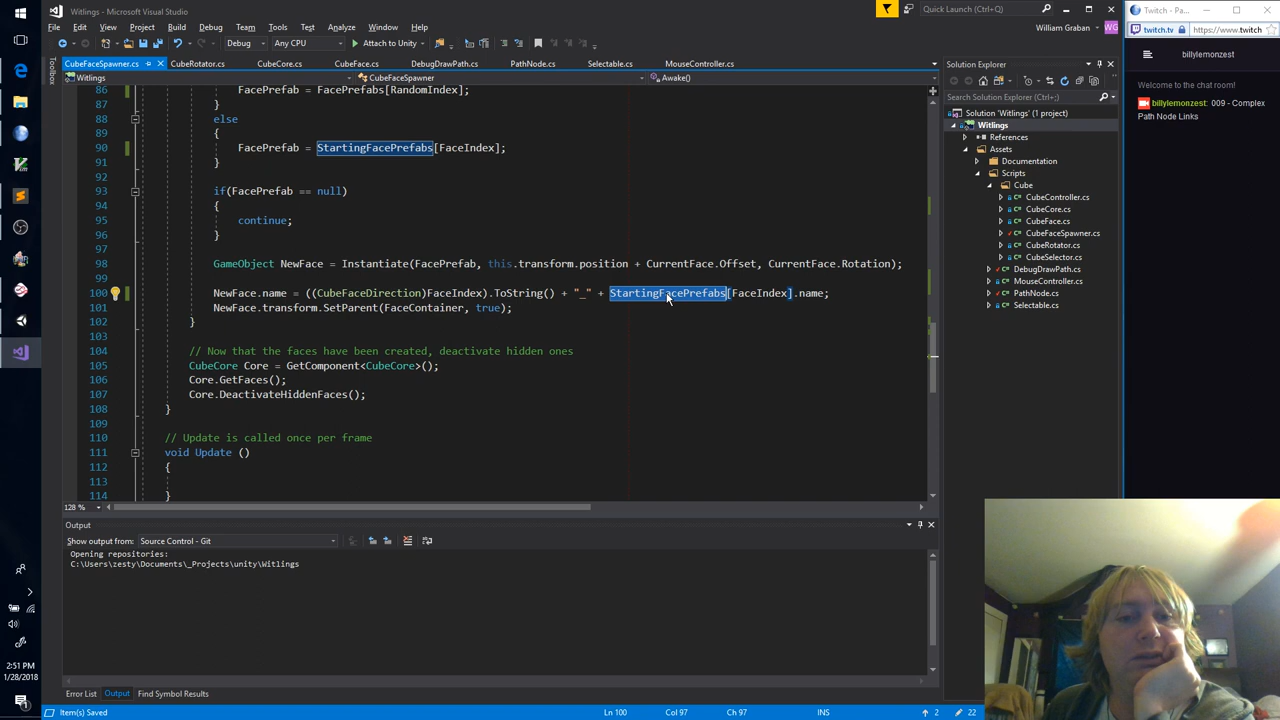 Witlings - Microsoft Visual Studio
Quick Launch (Ctrl+Q)
File Edit View Project Build Debug Team Tools Test Analyze Window Help
William Graban WG
Debug Any CPU Attach to Unity
CubeFaceSpawner.cs CubeRotator.cs CubeCore.cs CubeFace.cs DebugDrawPath.cs PathNode.cs Selectable.cs MouseController.cs
Witlings CubeFaceSpawner Awake()
Toolbox
86 FacePrefab = FacePrefabs[RandomIndex];
87 }
88 else
89 {
90 FacePrefab = StartingFacePrefabs[FaceIndex];
91 }
92
93 if(FacePrefab == null)
94 {
95 continue;
96 }
97
98 GameObject NewFace = Instantiate(FacePrefab, this.transform.position + CurrentFace.Offset, CurrentFace.Rotation);
99
100 NewFace.name = ((CubeFaceDirection)FaceIndex).ToString() + "_" + StartingFacePrefabs[FaceIndex].name;
101 NewFace.transform.SetParent(FaceContainer, true);
102 }
103
104 // Now that the faces have been created, deactivate hidden ones
105 CubeCore Core = GetComponent<CubeCore>();
106 Core.GetFaces();
107 Core.DeactivateHiddenFaces();
108 }
109
110 // Update is called once per frame
111 void Update ()
112 {
113
114 }
128 %
Output
Show output from: Source Control - Git
Opening repositories:
C:\Users\zesty\Documents\_Projects\unity\Witlings
Error List Output Find Symbol Results
Item(s) Saved Ln 100 Col 97 Ch 97 INS 2 22
Solution Explorer
Search Solution Explorer (Ctrl+;)
Solution 'Witlings' (1 project)
Witlings
References
Assets
Documentation
Scripts
Cube
CubeController.cs
CubeCore.cs
CubeFace.cs
CubeFaceSpawner.cs
CubeRotator.cs
CubeSelector.cs
DebugDrawPath.cs
MouseController.cs
PathNode.cs
Selectable.cs
Twitch - Pa...
twitch.tv https://www.twitch
billylemonzest
Welcome to the chat room!
billylemonzest: 009 - Complex
Path Node Links
2:51 PM
1/28/2018